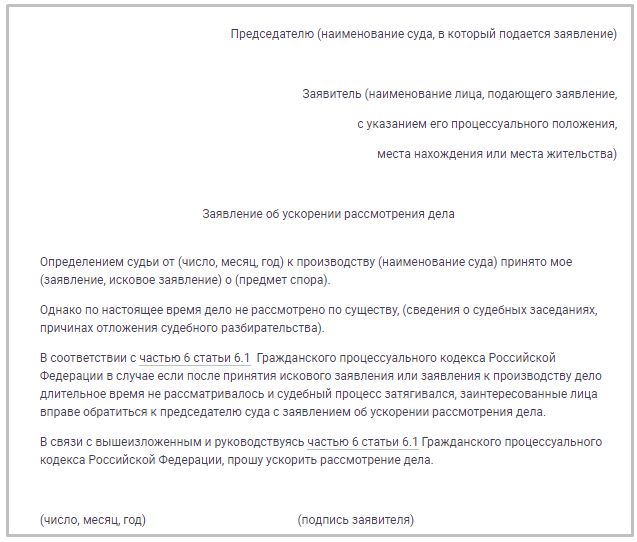 Председателю (наименование суда, в который подается заявление)
Заявитель (наименование лица, подающего заявление,
с указанием его процессуального положения,
места нахождения или места жительства)
Заявление об ускорении рассмотрения дела
Определением судьи от (число, месяц, год) к производству (наименование суда) принято мое
(заявление, исковое заявление) о (предмет спора).
Однако по настоящее время дело не рассмотрено по существу, (сведения о судебных заседаниях,
причинах отложения судебного разбирательства).
В соответствии с частью 6 статьи 6.1 Гражданского процессуального кодекса Российской
Федерации в случае если после принятия искового заявления или заявления к производству дело
длительное время не рассматривалось и судебный процесс затягивался, заинтересованные лица
вправе обратиться к председателю суда с заявлением об ускорении рассмотрения дела.
В связи с вышеизложенным и руководствуясь частью 6 статьи 6.1 Гражданского процессуального
кодекса Российской Федерации, прошу ускорить рассмотрение дела.
(число, месяц, год) (подпись заявителя)